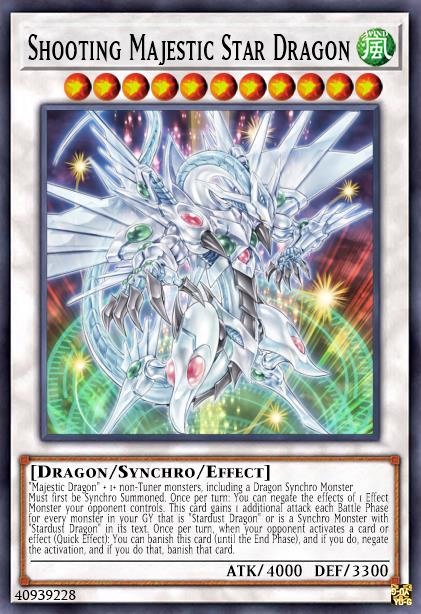 SHOOTING MAJESTIC STAR DRAGON
WIND
風
[DRAGON/SYNCHRO/EFFECT]
"Majestic Dragon" + 1+ non-Tuner monsters, including a Dragon Synchro Monster
Must first be Synchro Summoned. Once per turn: You can negate the effects of 1 Effect
Monster your opponent controls. This card gains 1 additional attack each Battle Phase
for every monster in your GY that is "Stardust Dragon" or is a Synchro Monster with
"Stardust Dragon" in its text. Once per turn, when your opponent activates a card or
effect (Quick Effect): You can banish this card (until the End Phase), and if you do, negate
the activation, and if you do that, banish that card.
ATK/4000 DEF/3300
40939228